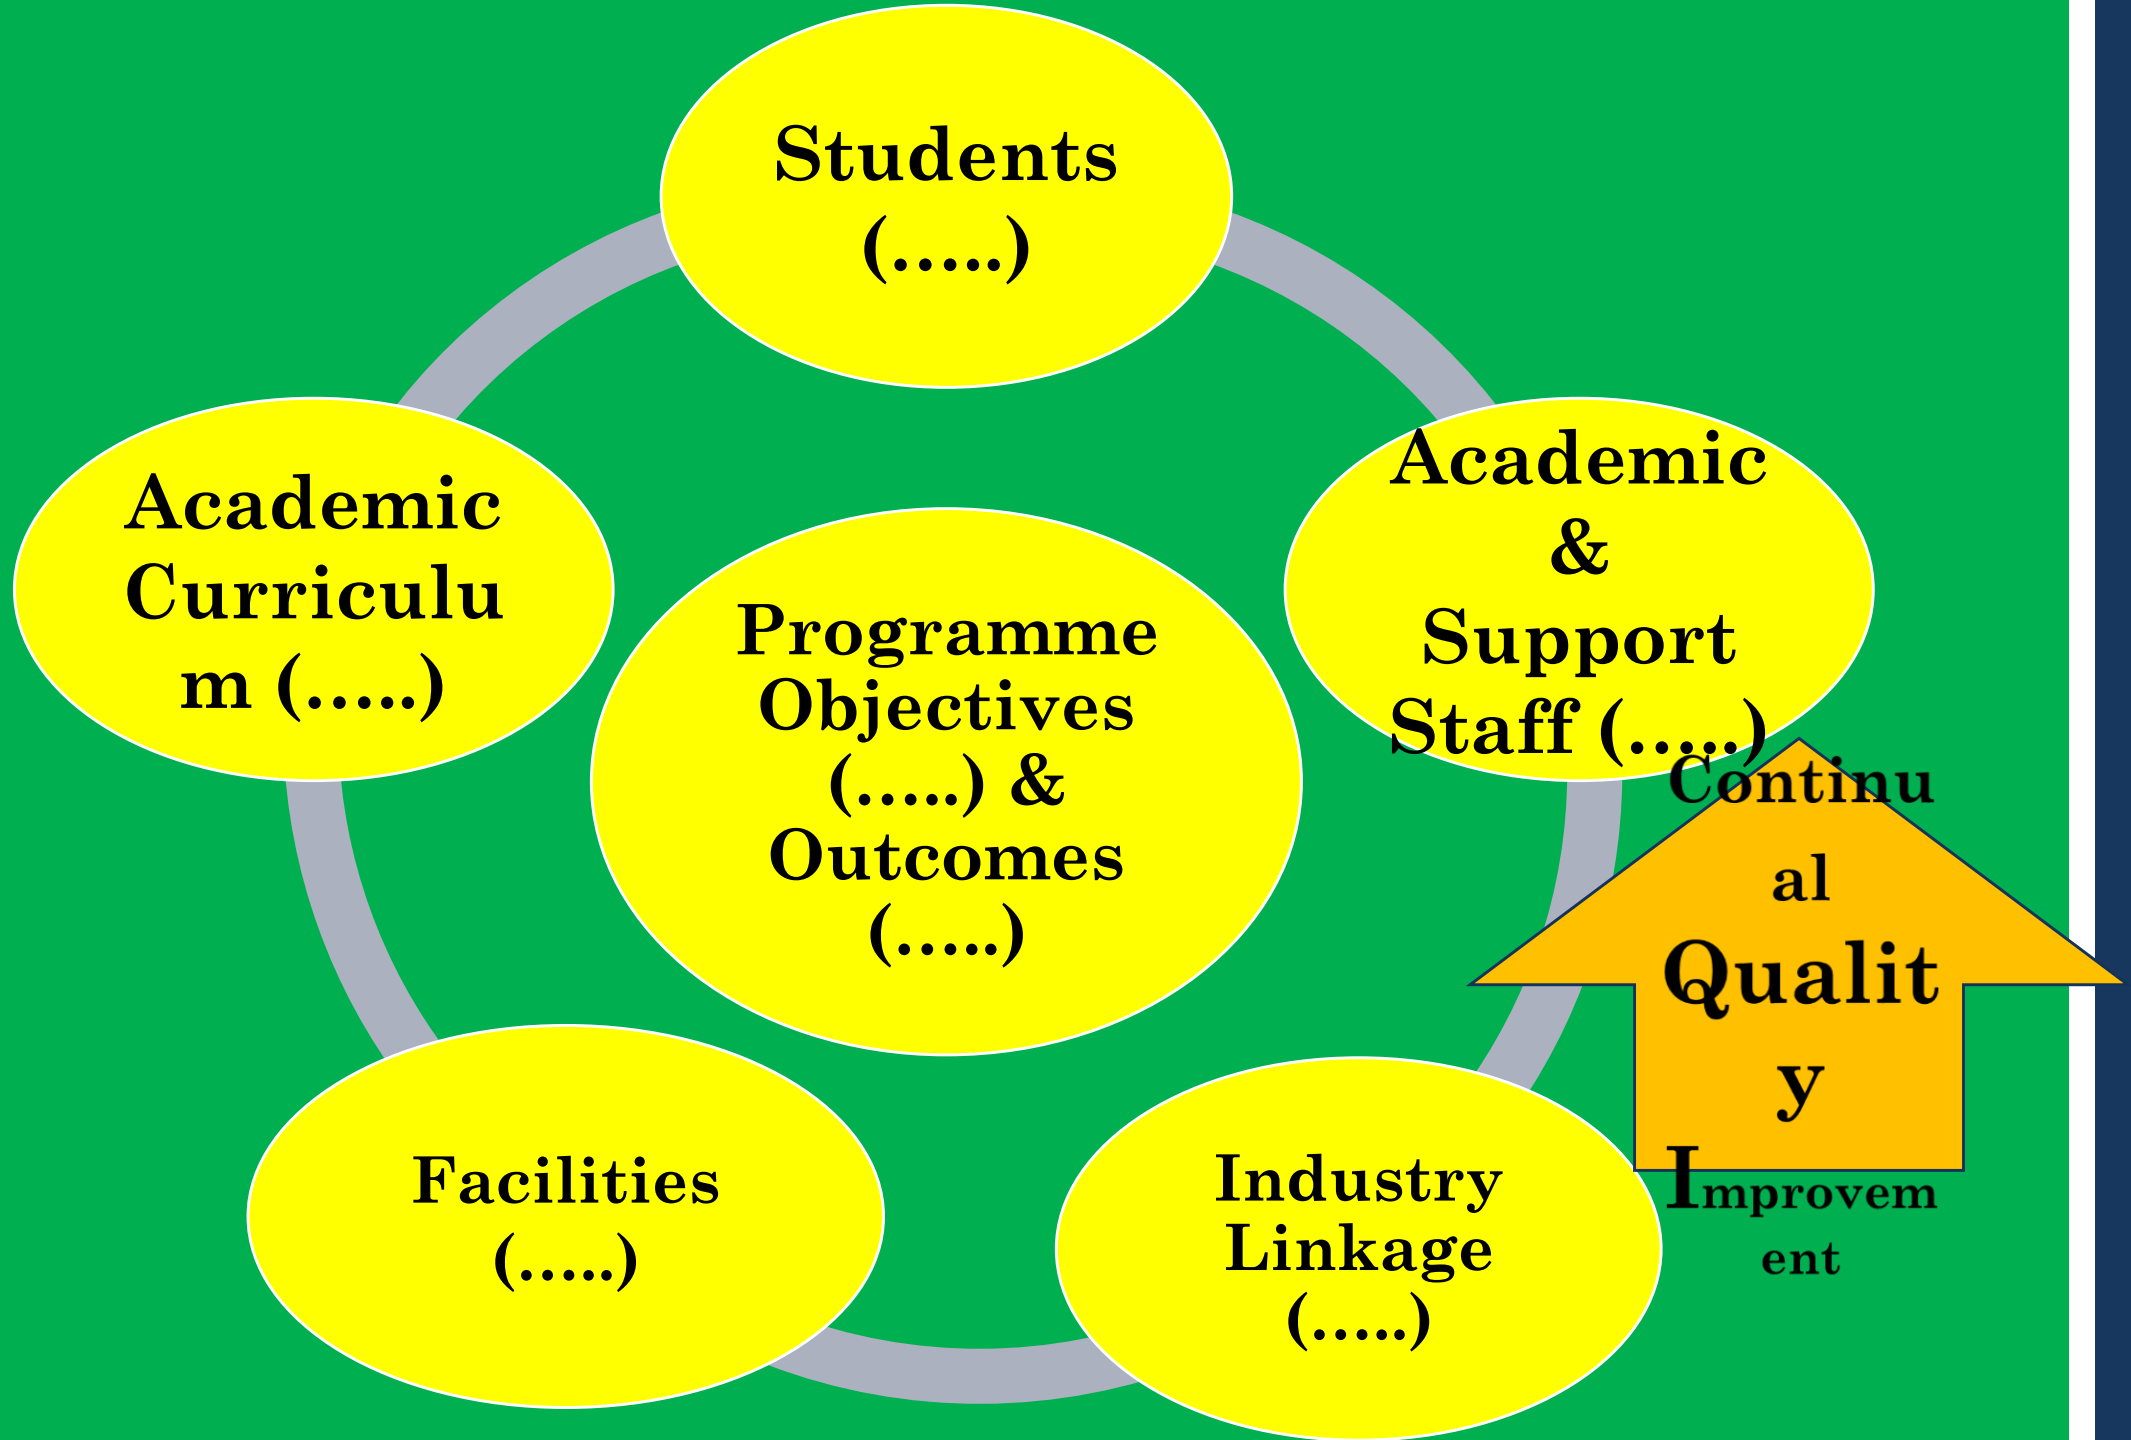 Students
(.....)
Academic
Curriculu
m (.....)
Programme
Objectives
(.....) &
Outcomes
(.....)
Academic
&
Support
Staff (.....)
Continu
al
Qualit
y
Improvem
ent
Facilities
(.....)
Industry
Linkage
(.....)